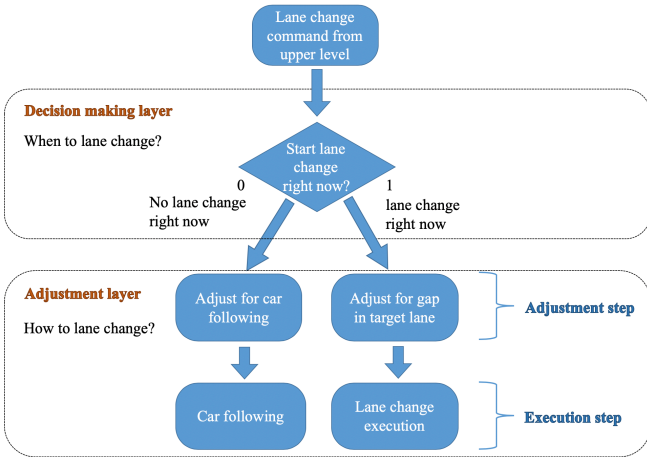 Lane change
command from
upper level
Decision making layer
When to lane change?
Start lane
change
right now?
0
No lane change
right now
1
lane change
right now
Adjustment layer
How to lane change?
Adjust for car
following
Adjust for gap
in target lane
Adjustment step
Car following
Lane change
execution
Execution step